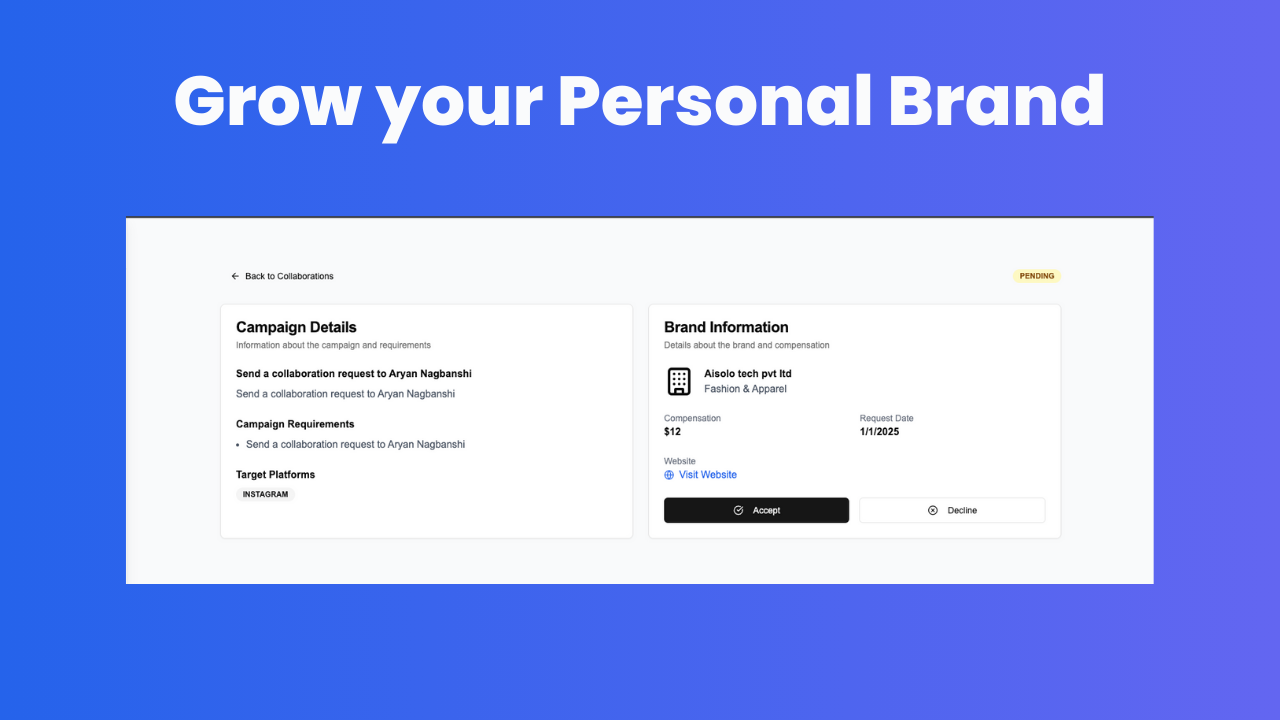 Grow your Personal Brand
Back to Collaborations
PENDING
Campaign Details
Information about the campaign and requirements
Send a collaboration request to Aryan Nagbanshi
Send a collaboration request to Aryan Nagbanshi
Campaign Requirements
• Send a collaboration request to Aryan Nagbanshi
Target Platforms
INSTAGRAM
Brand Information
Details about the brand and compensation
Aisolo tech pvt ltd
Fashion & Apparel
Compensation
$12
Request Date
1/1/2025
Website
Visit Website
Accept
Decline